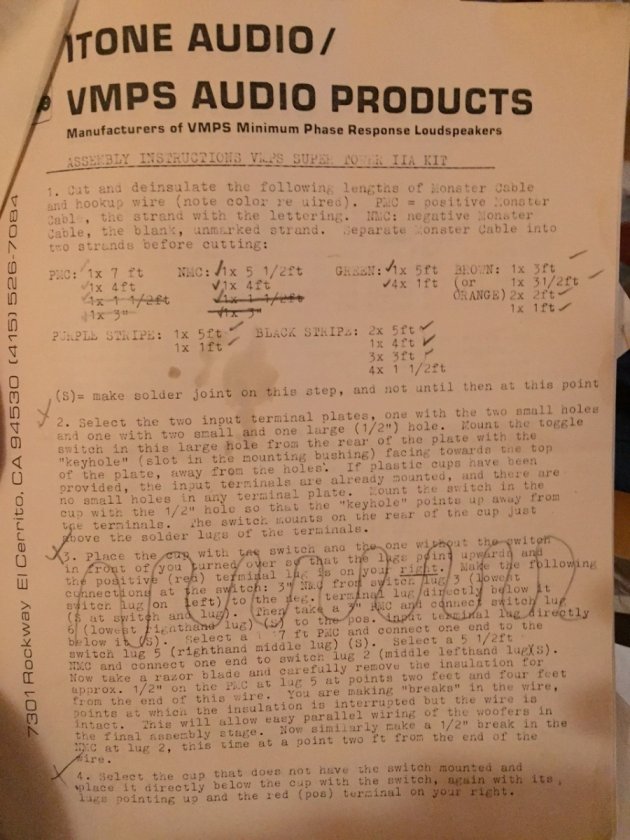 ITONE AUDIO/
VMPS AUDIO PRODUCTS
Manufacturers of VMPS Minimum Phase Response Loudspeakers
ASSEMBLY INSTRUCTIONS VMPS SUPER TOWER IIA KIT
1. Cut and deinsulate the following lengths of Monster Cable
and hookup wire (note color re uired). PMC = positive Monster
Cable, the strand with the lettering. NMC: negative Monster
Cable, the blank, unmarked strand. Separate Monster Cable into
two strands before cutting:
PMC: 1x 7 ft NMC: 1x 5 1/2ft GREEN: 1x 5ft BROWN: 1x 3ft
1x 4ft 1x 4ft 4x 1ft (or 1x 31/2ft
1x 1 1/2ft 1x 1 1/2ft ORANGE) 2x 2ft
1x 3" 1x 3" 1x 1ft
PURPLE STRIPE: 1x 5ft BLACK STRIPE: 2x 5ft
1x 1ft 1x 4ft
3x 3ft
4x 1 1/2ft
(S)= make solder joint on this step, and not until then at this point
2. Select the two input terminal plates, one with the two small holes
and one with two small and one large (1/2") hole. Mount the toggle
switch in this large hole from the rear of the plate with the
"keyhole" (slot in the mounting bushing) facing towards the top
of the plate, away from the holes. If plastic cups have been
provided, the input terminals are already mounted, and there are
no small holes in any terminal plate. Mount the switch in the
cup with the 1/2" hole so that the "keyhole" points up away from
the terminals. The switch mounts on the rear of the cup just
above the solder lugs of the terminals.
3. Place the cup with the switch and the one without the switch
in front of you turned over so that the lugs point upwards and
the positive (red) terminal lug is on your right. Make the following
connections at the switch: 3" NMC from switch lug 3 (lowest
switch lug on left) to the neg. terminal lug directly below it
(S at switch and lug). Then take a 3" PMC and connect switch lug
6 (lowest righthand lug) (S) to the pos. input terminal lug directly
below it (S). Select a 7 ft PMC and connect one end to the
switch lug 5 (righthand middle lug) (S). Select a 5 1/2ft
NMC and connect one end to switch lug 2 (middle lefthand lug)(S).
Now take a razor blade and carefully remove the insulation for
approx. 1/2" on the PMC at lug 5 at points two feet and four feet
from the end of this wire. You are making "breaks" in the wire,
points at which the insulation is interrupted but the wire is
intact. This will allow easy parallel wiring of the woofers in
the final assembly stage. Now similarly make a 1/2" break in the
NMC at lug 2, this time at a point two ft from the end of the
wire.
4. Select the cup that does not have the switch mounted and
place it directly below the cup with the switch, again with its
lugs pointing up and the red (pos) terminal on your right.
7301 Rockway El Cerrito, CA 94530 (415) 526-7084